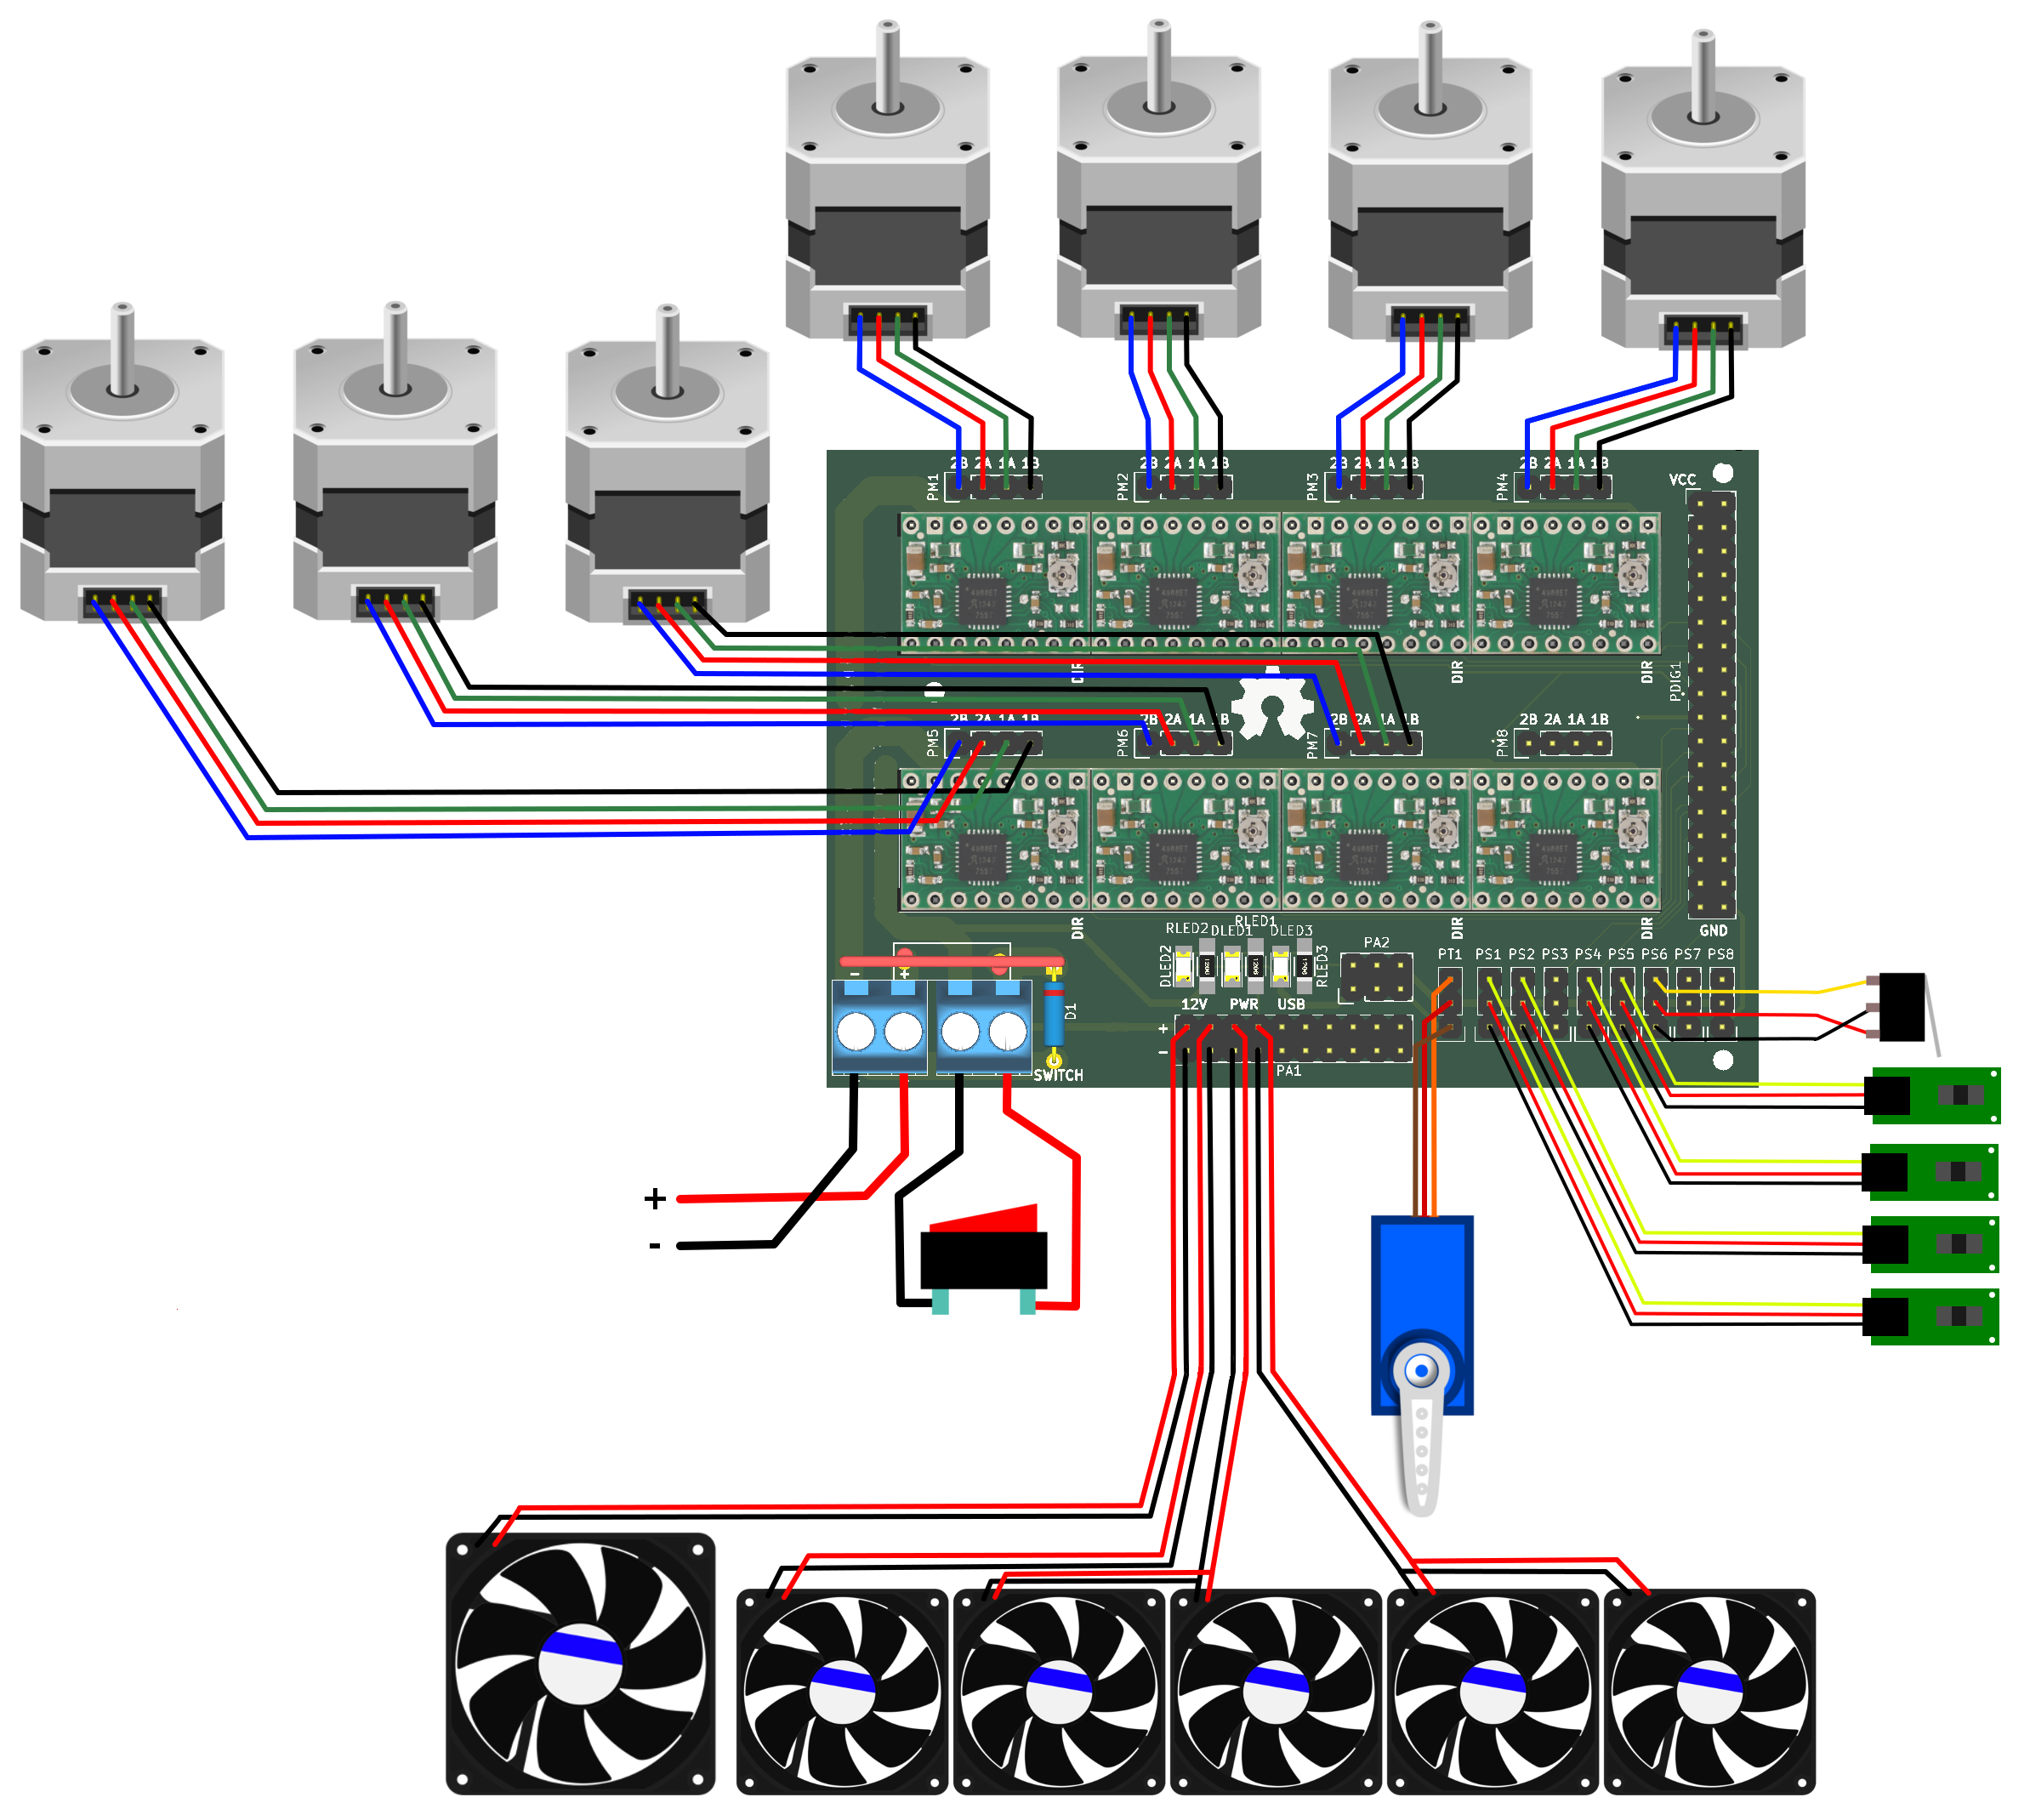 2B 2A 1A 1B
2B 2A 1A 1B
2B 2A 1A 1B
2B 2A 1A 1B
PM1
PM2
PM3
PM4
VCC
DIR
DIR
DIR
PDIG1
2B 2A 1A 1B
2B 2A 1A 1B
2B 2A 1A 1B
2B 2A 1A 1B
PM5
PM6
PM7
PM8
DIR
DIR
DIR
GND
RLED1
RLED2
DLED1
DLED3
DLED2
RLED3
PA2
PT1
PS1
PS2
PS3
PS4
PS5
PS6
PS7
PS8
-
+
D1
12V
PWR
USB
+
-
PA1
SWITCH
+
-